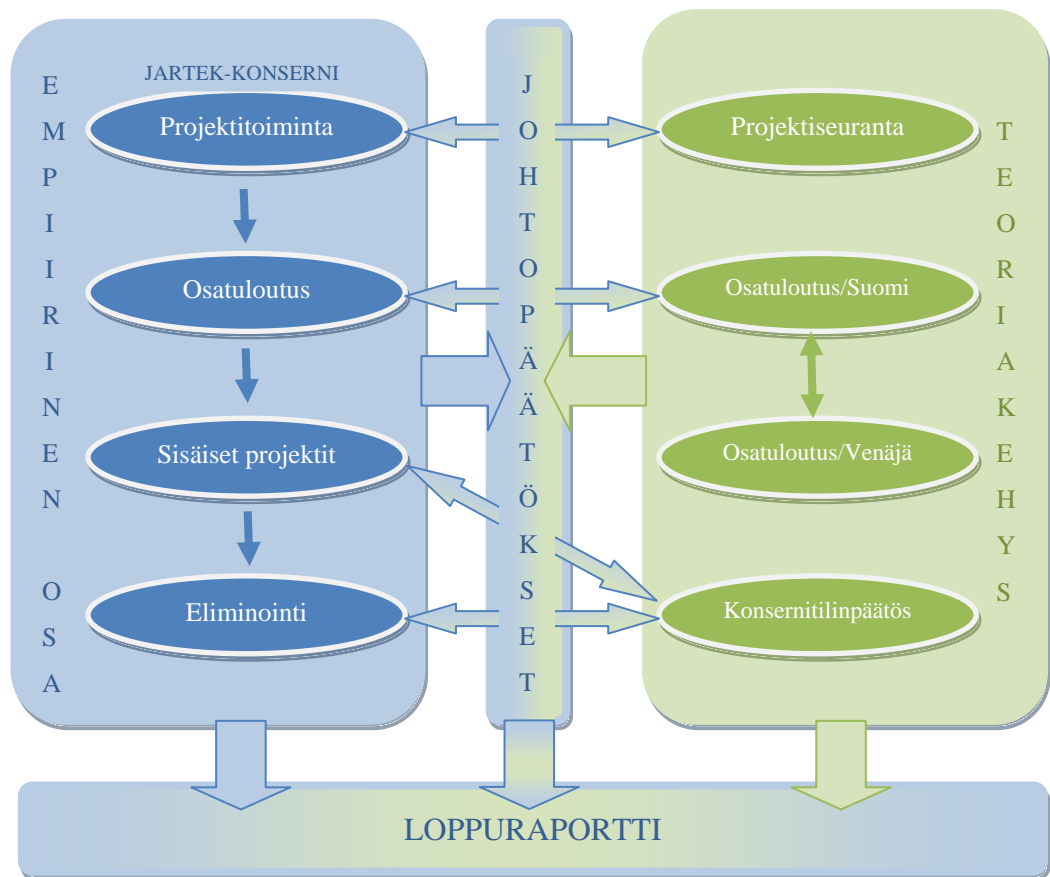 EMPIIRINEN OSA
JARTEK-KONSERNI
Projektitoiminta
Osatuloutus
Sisäiset projektit
Eliminointi
JOHTOPÄÄTÖKSET
Projektiseuranta
Osatuloutus/Suomi
Osatuloutus/Venäjä
Konsernitilinpäätös
TEORIAKEHYS
LOPPURAPORTTI